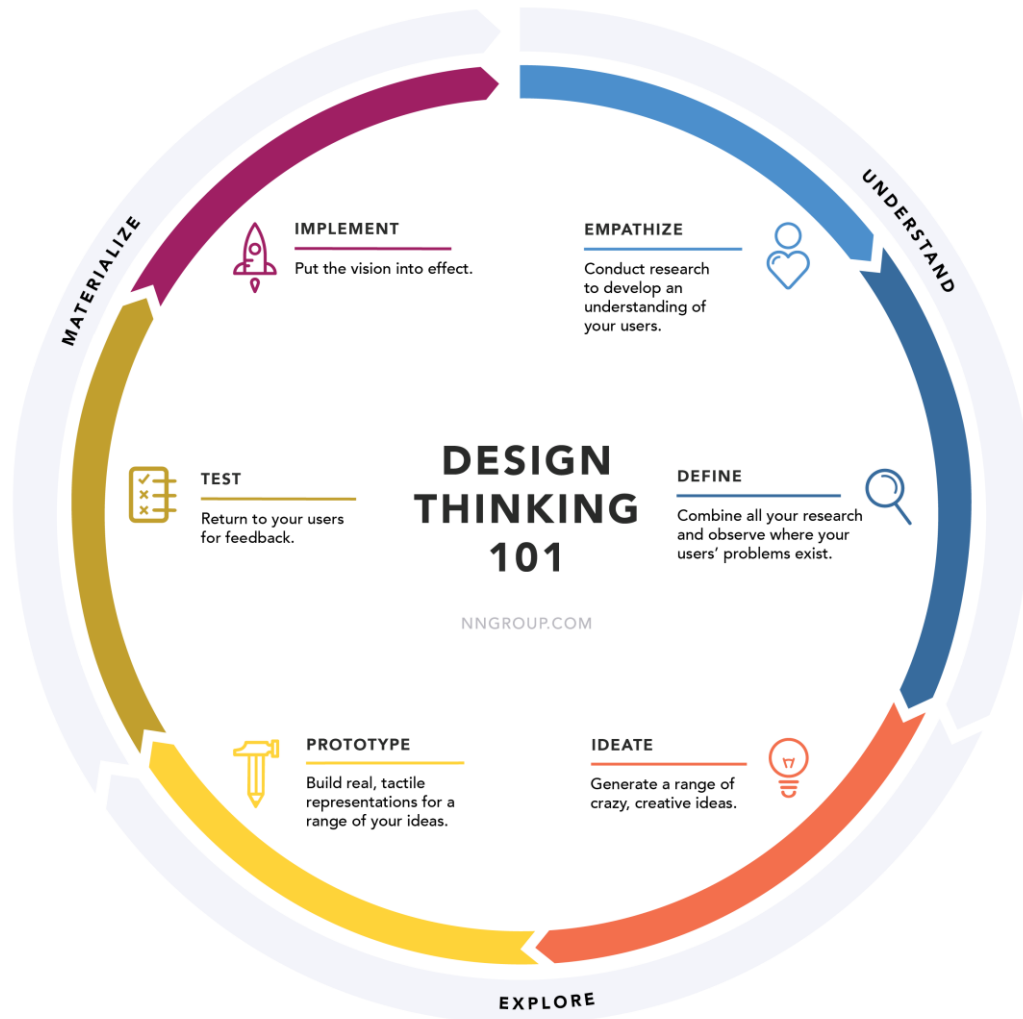 UNDERSTAND
EMPATHIZE
Conduct research
to develop an
understanding of
your users.
DEFINE
Combine all your research
and observe where your
users’ problems exist.
IDEATE
Generate a range of
crazy, creative ideas.
EXPLORE
PROTOTYPE
Build real, tactile
representations for a
range of your ideas.
TEST
Return to your users
for feedback.
MATERIALIZE
IMPLEMENT
Put the vision into effect.
DESIGN
THINKING
101
NNGROUP.COM